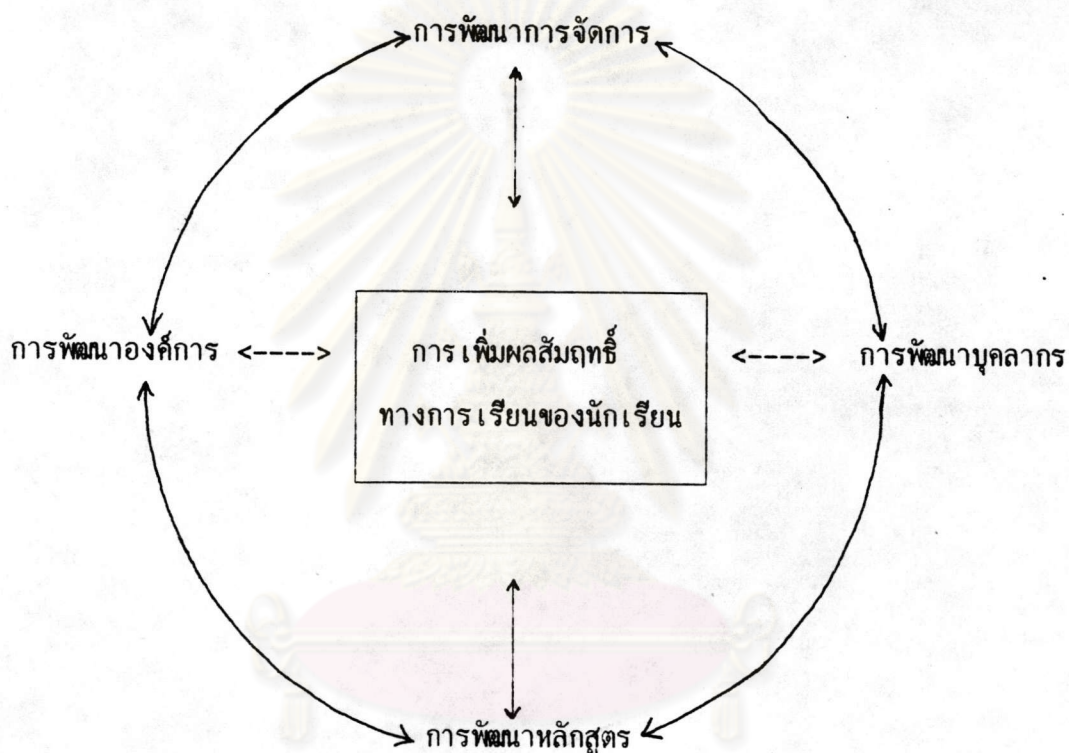 การพัฒนาการจัดการ
การพัฒนาองค์การ <----> การเพิ่มผลสัมฤทธิ์ <----> การพัฒนาบุคลากร
ทางการเรียนของนักเรียน
การพัฒนาหลักสูตร